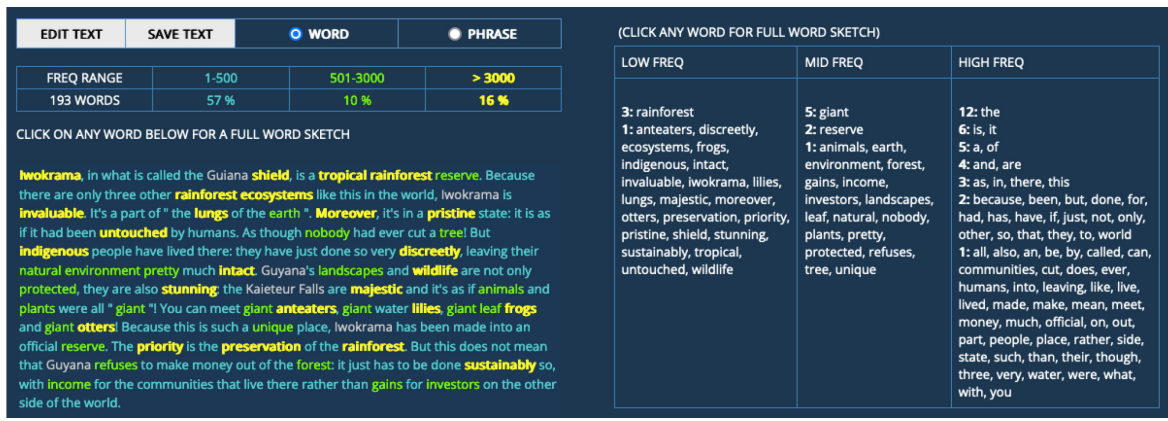 EDIT TEXT SAVE TEXT WORD PHRASE
FREQ RANGE 1-500 501-3000 > 3000
193 WORDS 57 % 10 % 16 %
CLICK ON ANY WORD BELOW FOR A FULL WORD SKETCH
Iwokrama, in what is called the Guiana shield, is a tropical rainforest reserve. Because
there are only three other rainforest ecosystems like this in the world, Iwokrama is
invaluable. It's a part of " the lungs of the earth ". Moreover, it's in a pristine state: it is as
if it had been untouched by humans. As though nobody had ever cut a tree! But
indigenous people have lived there: they have just done so very discreetly, leaving their
natural environment pretty much intact. Guyana's landscapes and wildlife are not only
protected, they are also stunning: the Kaieteur Falls are majestic and it's as if animals and
plants were all " giant "! You can meet giant anteaters, giant water lilies, giant leaf frogs
and giant otters! Because this is such a unique place, Iwokrama has been made into an
official reserve. The priority is the preservation of the rainforest. But this does not mean
that Guyana refuses to make money out of the forest: it just has to be done sustainably so,
with income for the communities that live there rather than gains for investors on the other
side of the world.
(CLICK ANY WORD FOR FULL WORD SKETCH)
LOW FREQ MID FREQ HIGH FREQ
3: rainforest
1: anteaters, discreetly,
ecosystems, frogs,
indigenous, intact,
invaluable, iwokrama, lilies,
lungs, majestic, moreover,
otters, preservation, priority,
pristine, shield, stunning,
sustainably, tropical,
untouched, wildlife
5: giant
2: reserve
1: animals, earth,
environment, forest,
gains, income,
investors, landscapes,
leaf, natural, nobody,
plants, pretty,
protected, refuses,
tree, unique
12: the
6: is, it
5: a, of
4: and, are
3: as, in, there, this
2: because, been, but, done, for,
had, has, have, if, just, not, only,
other, so, that, they, to, world
1: all, also, an, be, by, called, can,
communities, cut, does, ever,
humans, into, leaving, like, live,
lived, made, make, mean, meet,
money, much, official, on, out,
part, people, place, rather, side,
state, such, than, their, though,
three, very, water, were, what,
with, you